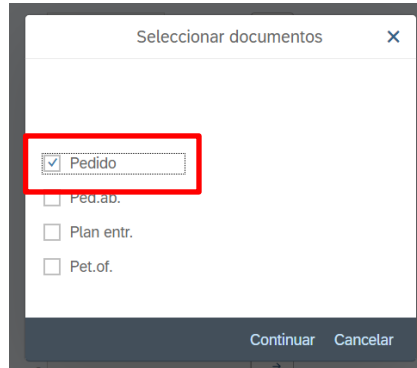 Seleccionar documentos
Pedido
Ped.ab.
Plan entr.
Pet.of.
Continuar Cancelar